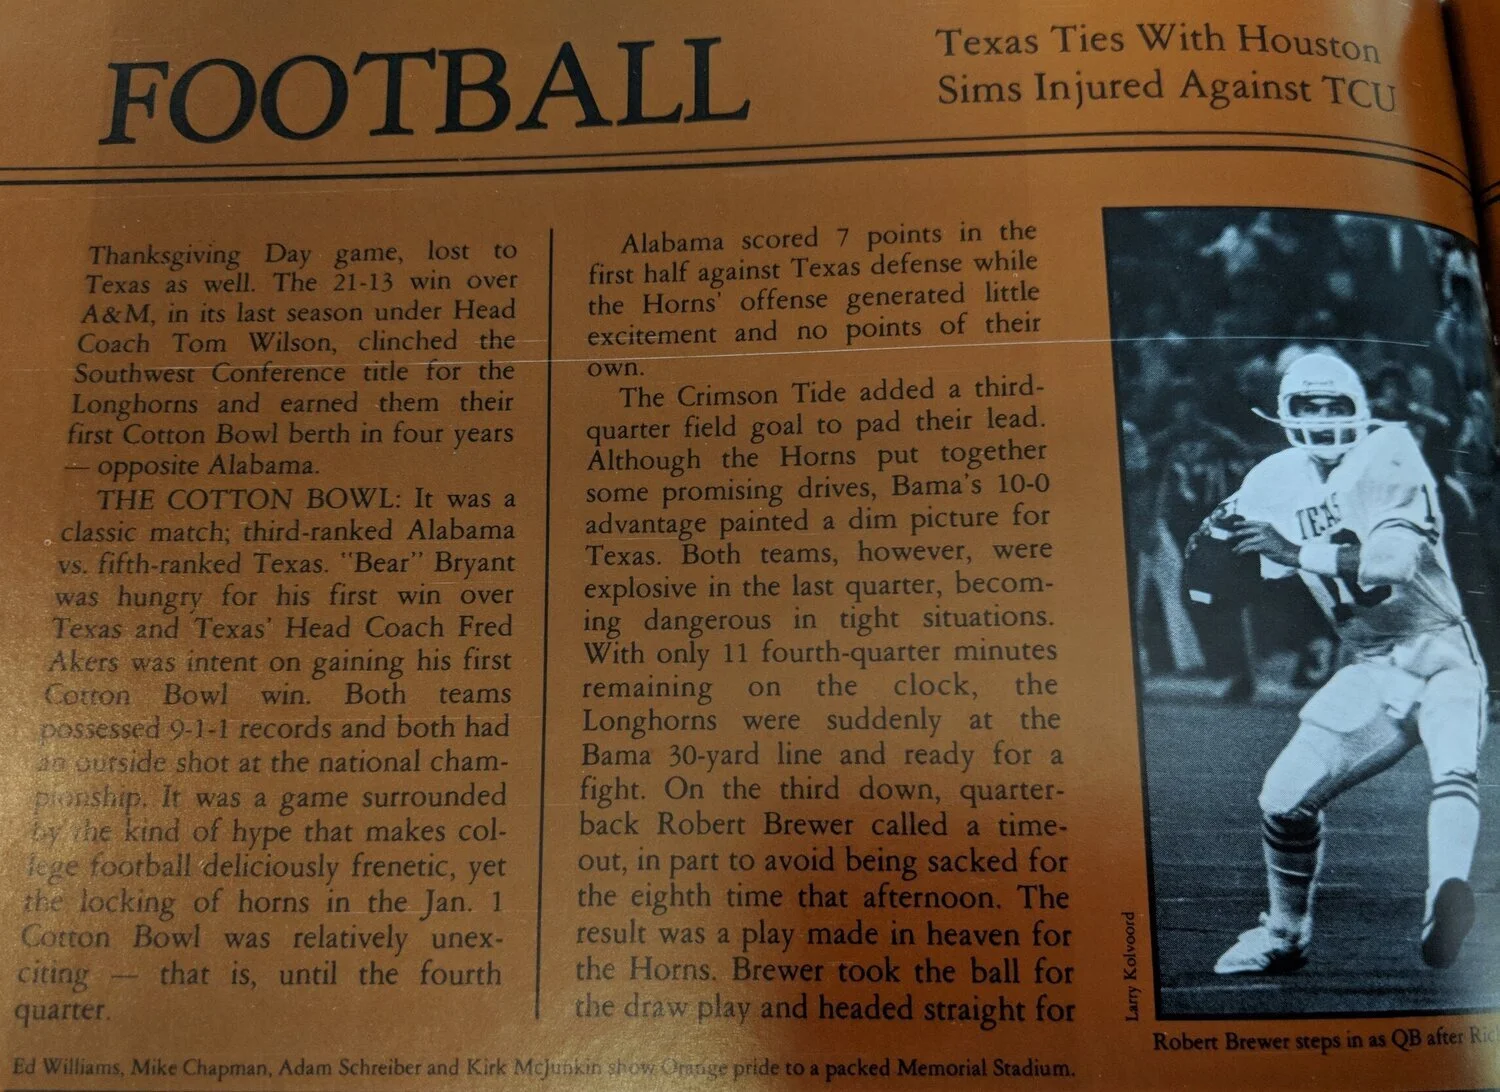 FOOTBALL
Texas Ties With Houston
Sims Injured Against TCU
Thanksgiving Day game, lost to
Texas as well. The 21-13 win over
A&M, in its last season under Head
Coach Tom Wilson, clinched the
Southwest Conference title for the
Longhorns and earned them their
first Cotton Bowl berth in four years
— opposite Alabama.
THE COTTON BOWL: It was a
classic match; third-ranked Alabama
vs. fifth-ranked Texas. "Bear" Bryant
was hungry for his first win over
Texas and Texas' Head Coach Fred
Akers was intent on gaining his first
Cotton Bowl win. Both teams
possessed 9-1-1 records and both had
an outside shot at the national cham-
pionship. It was a game surrounded
by the kind of hype that makes col-
lege football deliciously frenetic, yet
the locking of horns in the Jan. 1
Cotton Bowl was relatively unex-
citing — that is, until the fourth
quarter.
Alabama scored 7 points in the
first half against Texas defense while
the Horns' offense generated little
excitement and no points of their
own.
The Crimson Tide added a third-
quarter field goal to pad their lead.
Although the Horns put together
some promising drives, Bama's 10-0
advantage painted a dim picture for
Texas. Both teams, however, were
explosive in the last quarter, becom-
ing dangerous in tight situations.
With only 11 fourth-quarter minutes
remaining on the clock, the
Longhorns were suddenly at the
Bama 30-yard line and ready for a
fight. On the third down, quarter-
back Robert Brewer called a time-
out, in part to avoid being sacked for
the eighth time that afternoon. The
result was a play made in heaven for
the Horns. Brewer took the ball for
the draw play and headed straight for
Larry Kolvoord
Robert Brewer steps in as QB after
Ed Williams, Mike Chapman, Adam Schreiber and Kirk McJunkin show Orange pride to a packed Memorial Stadium.